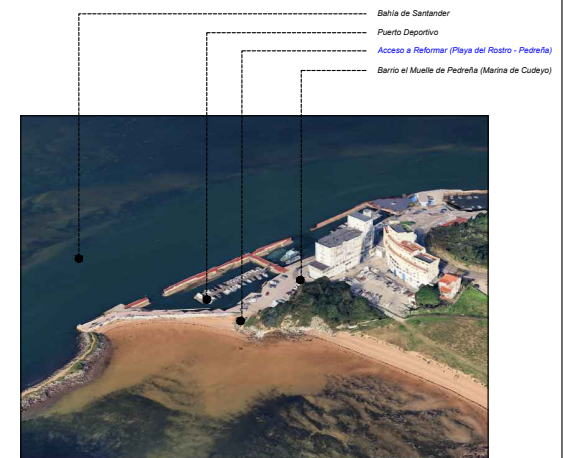 Bahía de Santander
Puerto Deportivo
Acceso a Reformar (Playa del Rostro - Pedreña)
Barrio el Muelle de Pedreña (Marina de Cudeyo)